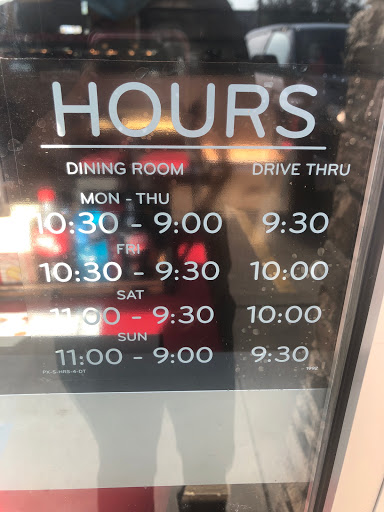 HOURS
DINING ROOM DRIVE THRU
MON - THU
10:30 - 9:00 9:30
FRI
10:30 - 9:30 10:00
SAT
11:00 - 9:30 10:00
SUN
11:00 - 9:00 9:30